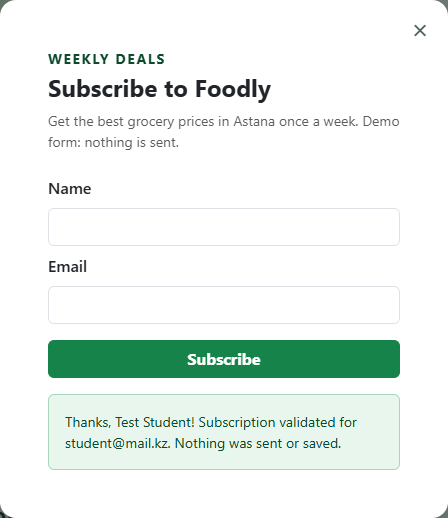 WEEKLY DEALS
Subscribe to Foodly
Get the best grocery prices in Astana once a week. Demo
form: nothing is sent.
Name
Email
Subscribe
Thanks, Test Student! Subscription validated for
student@mail.kz. Nothing was sent or saved.